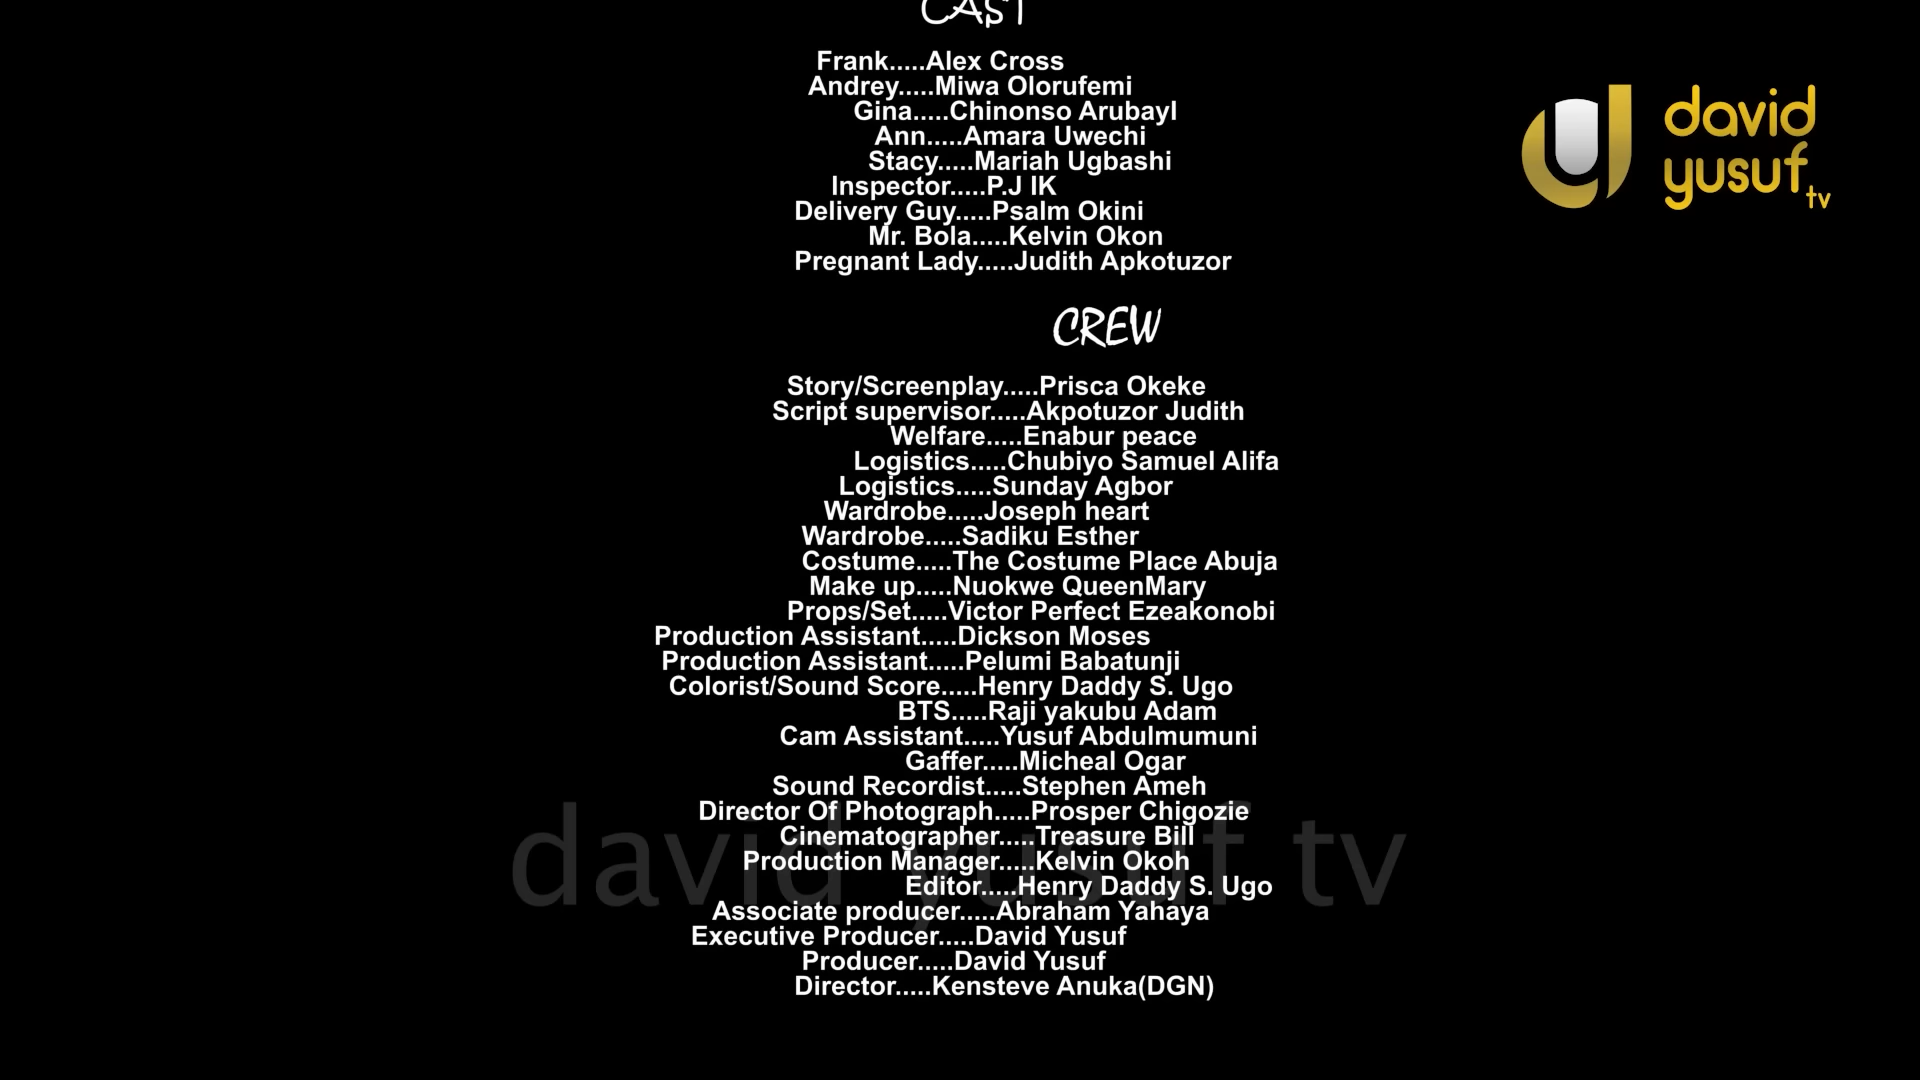 CAST
Frank.....Alex Cross
Andrey.....Miwa Olorufemi
Gina.....Chinonso Arubayl
Ann.....Amara Uwechi
Stacy.....Mariah Ugbashi
Inspector.....P.J IK
Delivery Guy.....Psalm Okini
Mr. Bola.....Kelvin Okon
Pregnant Lady.....Judith Apkotuzor
david
yusuf
tv
CREW
Story/Screenplay.....Prisca Okeke
Script supervisor.....Akpotuzor Judith
Welfare.....Enabur peace
Logistics.....Chubiyo Samuel Alifa
Logistics.....Sunday Agbor
Wardrobe.....Joseph heart
Wardrobe.....Sadiku Esther
Costume.....The Costume Place Abuja
Make up.....Nuokwe QueenMary
Props/Set.....Victor Perfect Ezeakonobi
Production Assistant.....Dickson Moses
Production Assistant.....Pelumi Babatunji
Colorist/Sound Score.....Henry Daddy S. Ugo
BTS.....Raji yakubu Adam
Cam Assistant.....Yusuf Abdulmumuni
Gaffer.....Micheal Ogar
Sound Recordist.....Stephen Ameh
Director Of Photograph.....Prosper Chigozie
Cinematographer.....Treasure Bill
Production Manager.....Kelvin Okoh
Editor.....Henry Daddy S. Ugo
Associate producer.....Abraham Yahaya
Executive Producer.....David Yusuf
Producer.....David Yusuf
Director.....Kensteve Anuka(DGN)
david yusuf tv